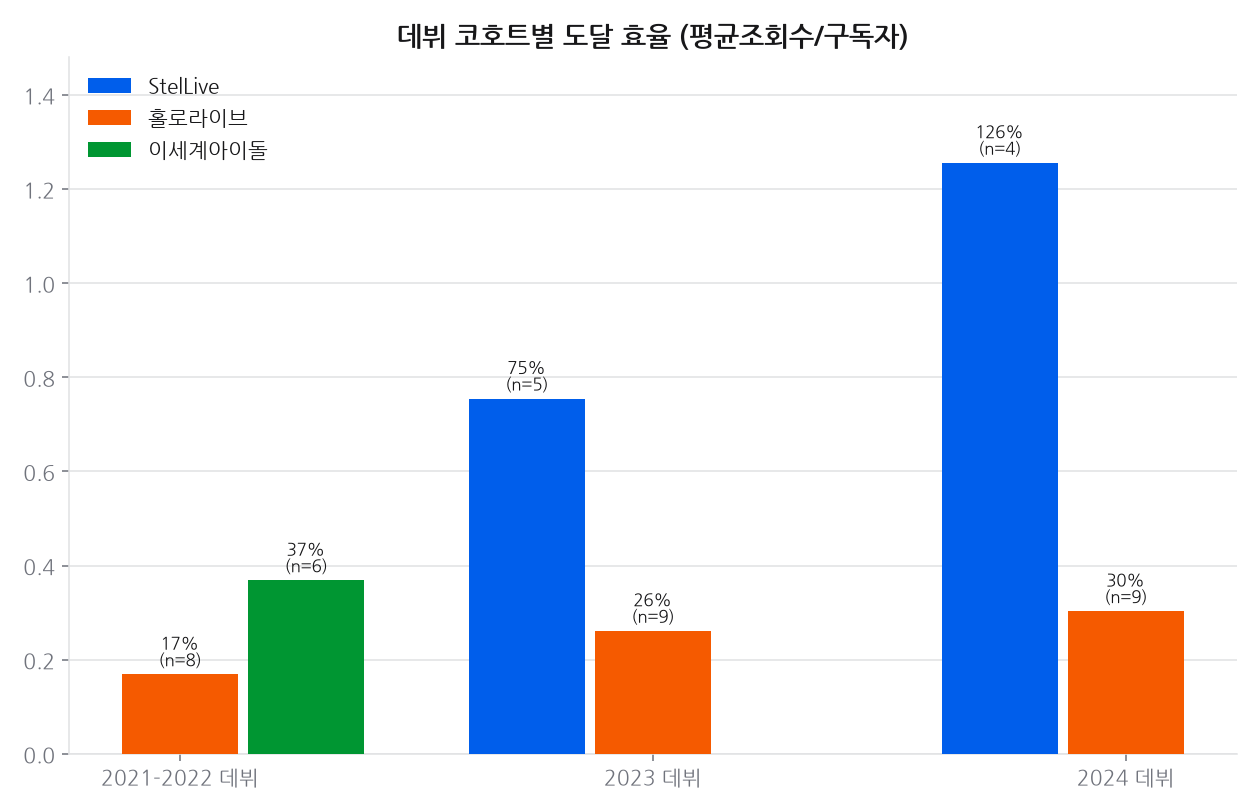 데뷔 코호트별 도달 효율 (평균조회수/구독자)
StelLive
홀로라이브
이세계아이돌
1.4
1.2
1.0
0.8
0.6
0.4
0.2
0.0
17%
(n=8)
37%
(n=6)
75%
(n=5)
26%
(n=9)
126%
(n=4)
30%
(n=9)
2021-2022 데뷔
2023 데뷔
2024 데뷔